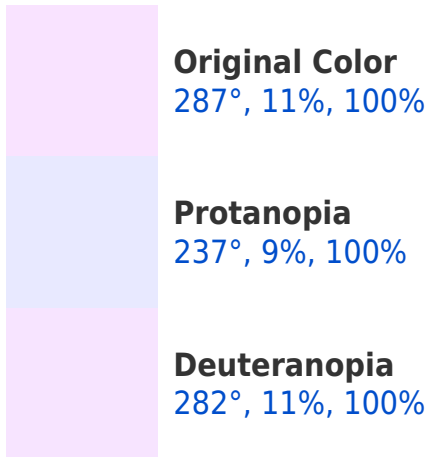 Original Color
287°, 11%, 100%
Protanopia
237°, 9%, 100%
Deuteranopia
282°, 11%, 100%